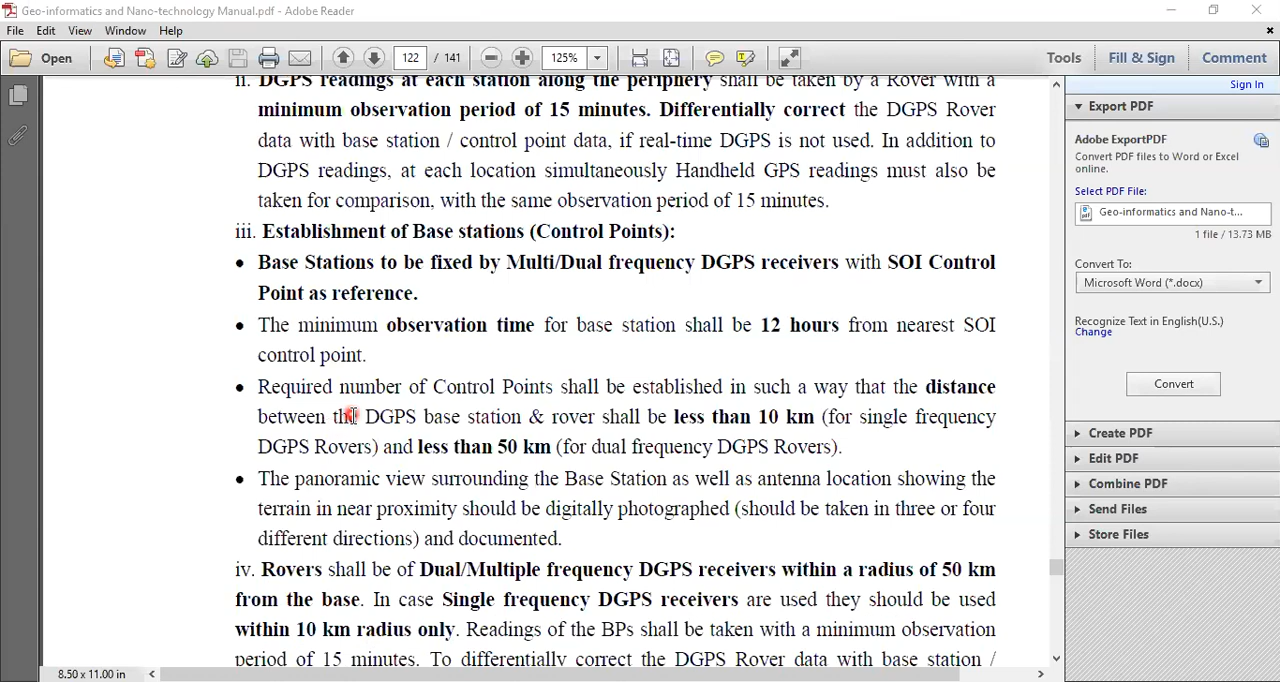 Geo-informatics and Nano-technology Manual.pdf - Adobe Reader
File Edit View Window Help
Open 122 / 141 125% Tools Fill & Sign Comment
ii. DGPS readings at each station along the periphery shall be taken by a Rover with a
minimum observation period of 15 minutes. Differentially correct the DGPS Rover
data with base station / control point data, if real-time DGPS is not used. In addition to
DGPS readings, at each location simultaneously Handheld GPS readings must also be
taken for comparison, with the same observation period of 15 minutes.
iii. Establishment of Base stations (Control Points):
• Base Stations to be fixed by Multi/Dual frequency DGPS receivers with SOI Control
Point as reference.
• The minimum observation time for base station shall be 12 hours from nearest SOI
control point.
• Required number of Control Points shall be established in such a way that the distance
between the DGPS base station & rover shall be less than 10 km (for single frequency
DGPS Rovers) and less than 50 km (for dual frequency DGPS Rovers).
• The panoramic view surrounding the Base Station as well as antenna location showing the
terrain in near proximity should be digitally photographed (should be taken in three or four
different directions) and documented.
iv. Rovers shall be of Dual/Multiple frequency DGPS receivers within a radius of 50 km
from the base. In case Single frequency DGPS receivers are used they should be used
within 10 km radius only. Readings of the BPs shall be taken with a minimum observation
period of 15 minutes. To differentially correct the DGPS Rover data with base station /
8.50 x 11.00 in
Sign In
Export PDF
Adobe ExportPDF
Convert PDF files to Word or Excel
online.
Select PDF File:
Geo-informatics and Nano-t...
1 file / 13.73 MB
Convert To:
Microsoft Word (*.docx)
Recognize Text in English(U.S.)
Change
Convert
Create PDF
Edit PDF
Combine PDF
Send Files
Store Files